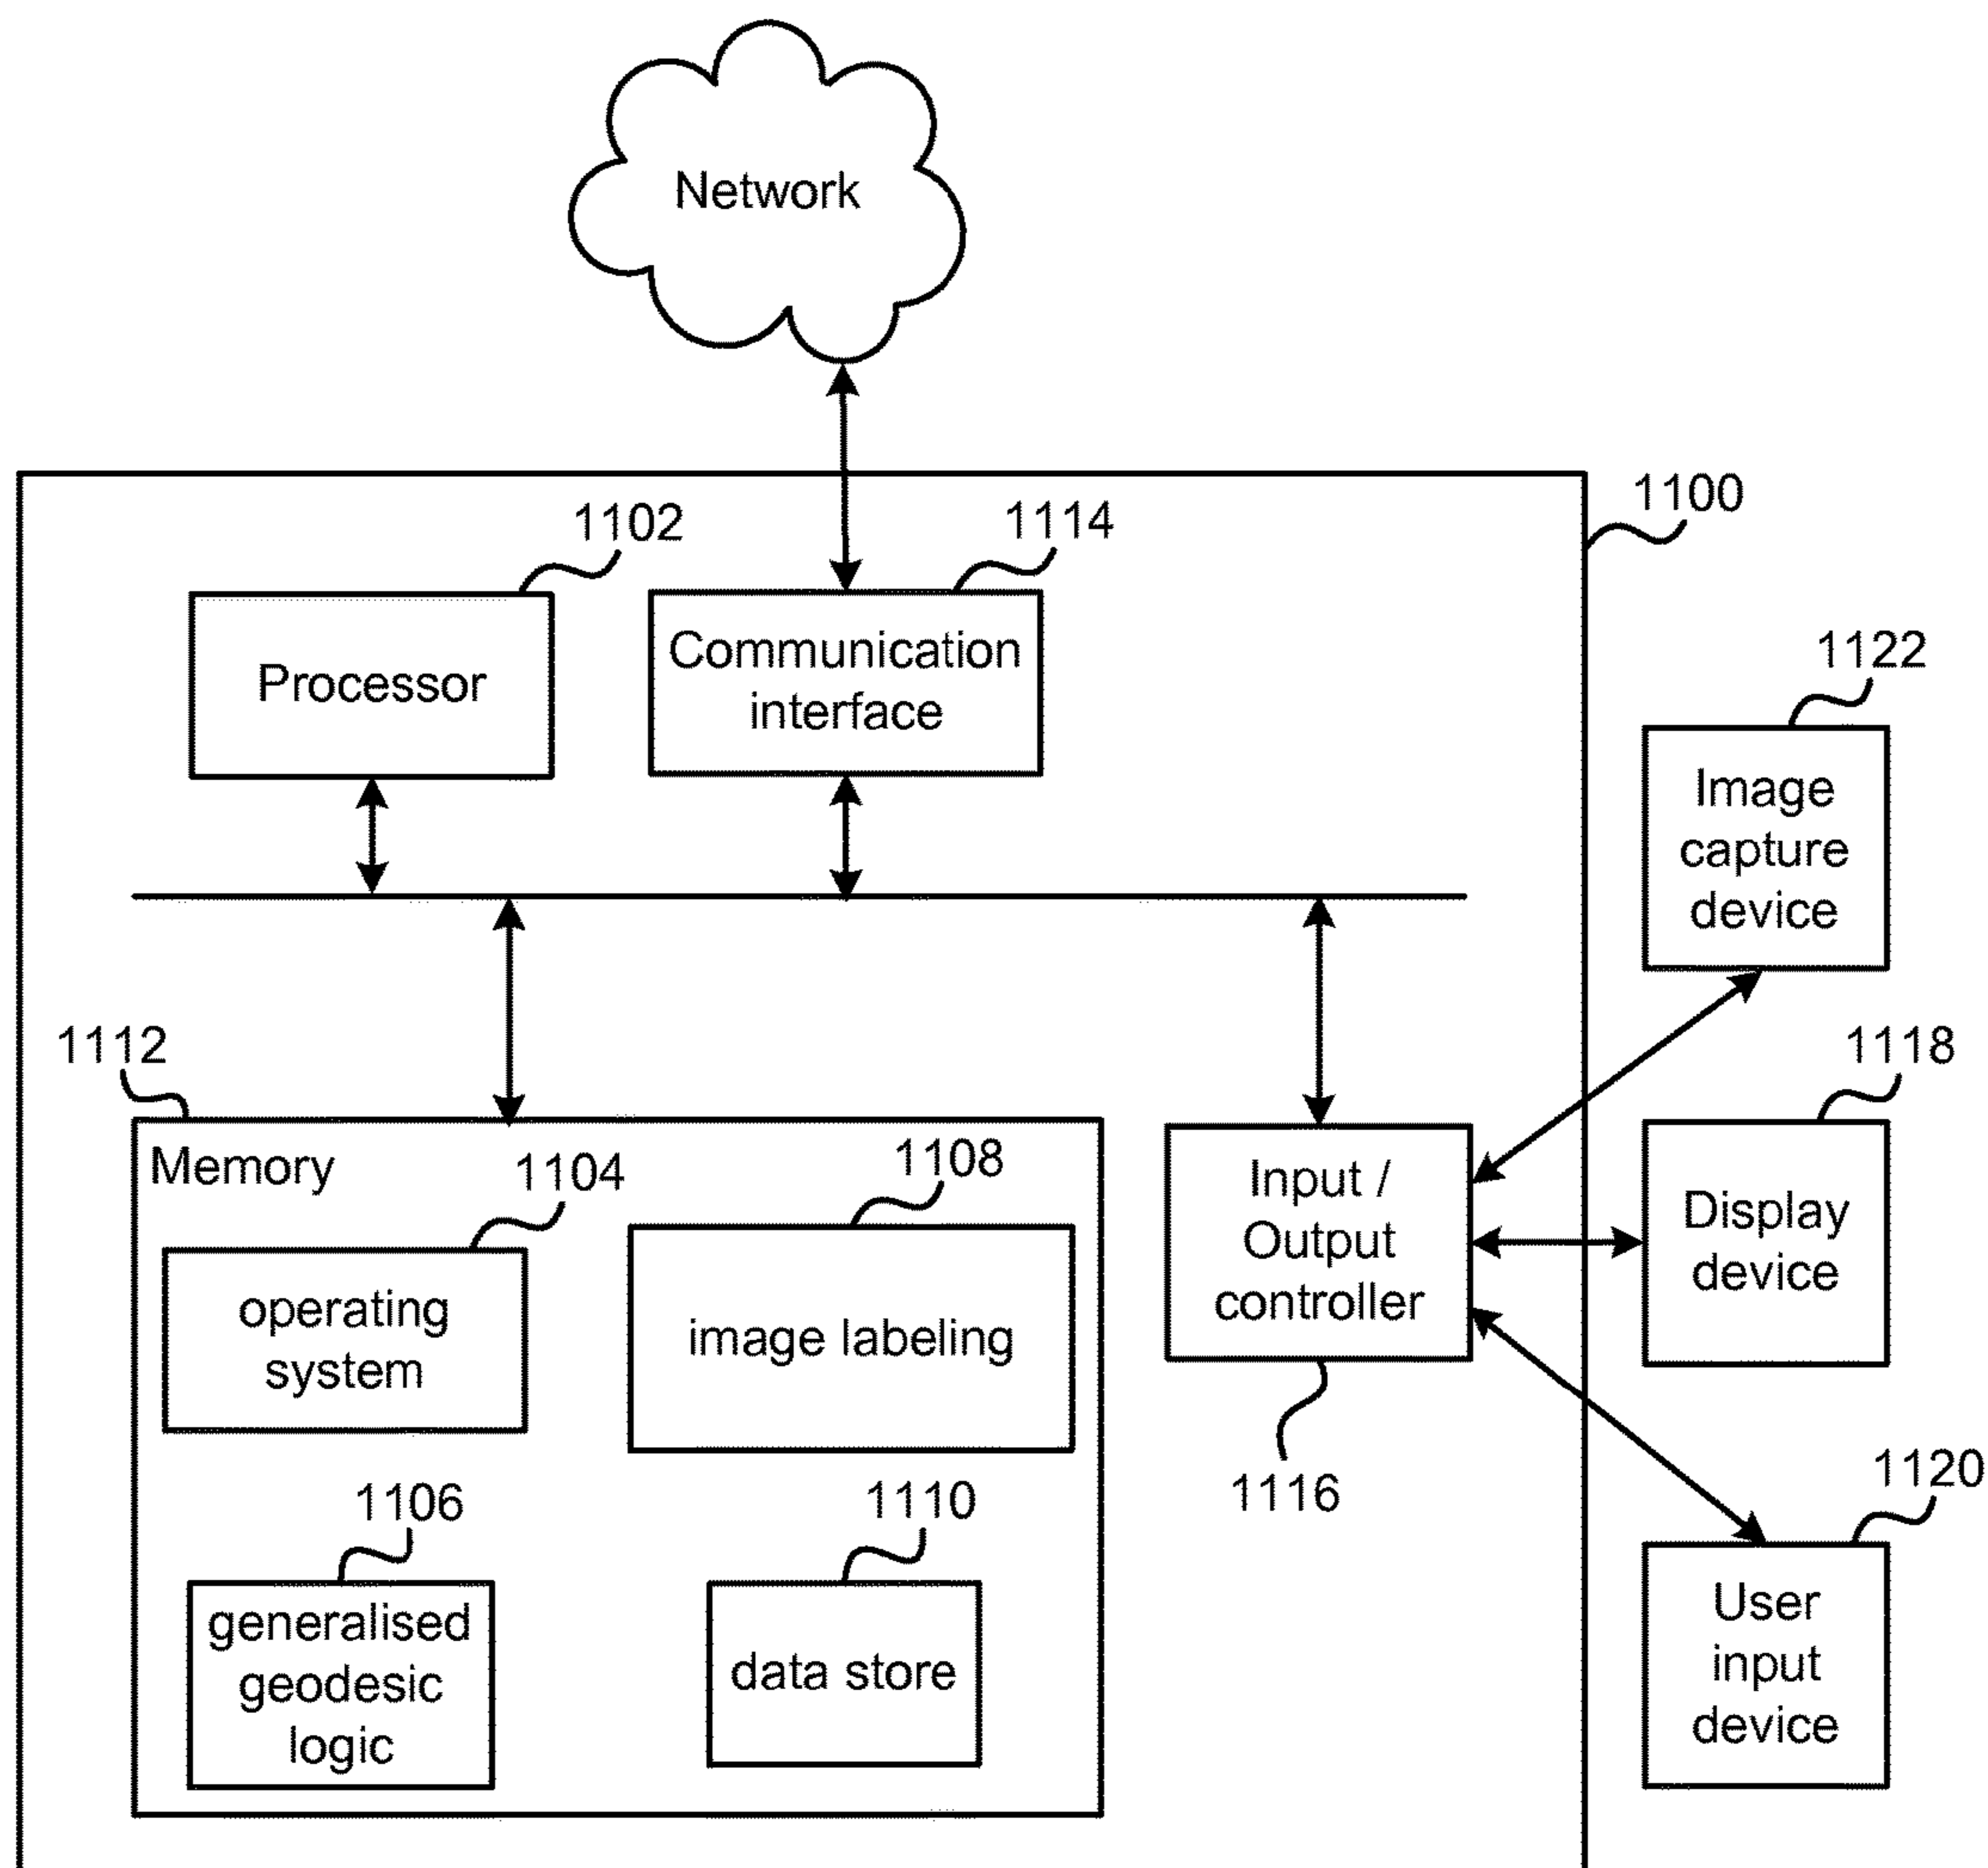 Network
1100
1102
1114
Processor
Communication
interface
1122
Image
capture
device
1112
Memory
1104
1108
operating
system
image labeling
1106
1110
generalised
geodesic
logic
data store
Input /
Output
controller
1116
1118
Display
device
1120
User
input
device